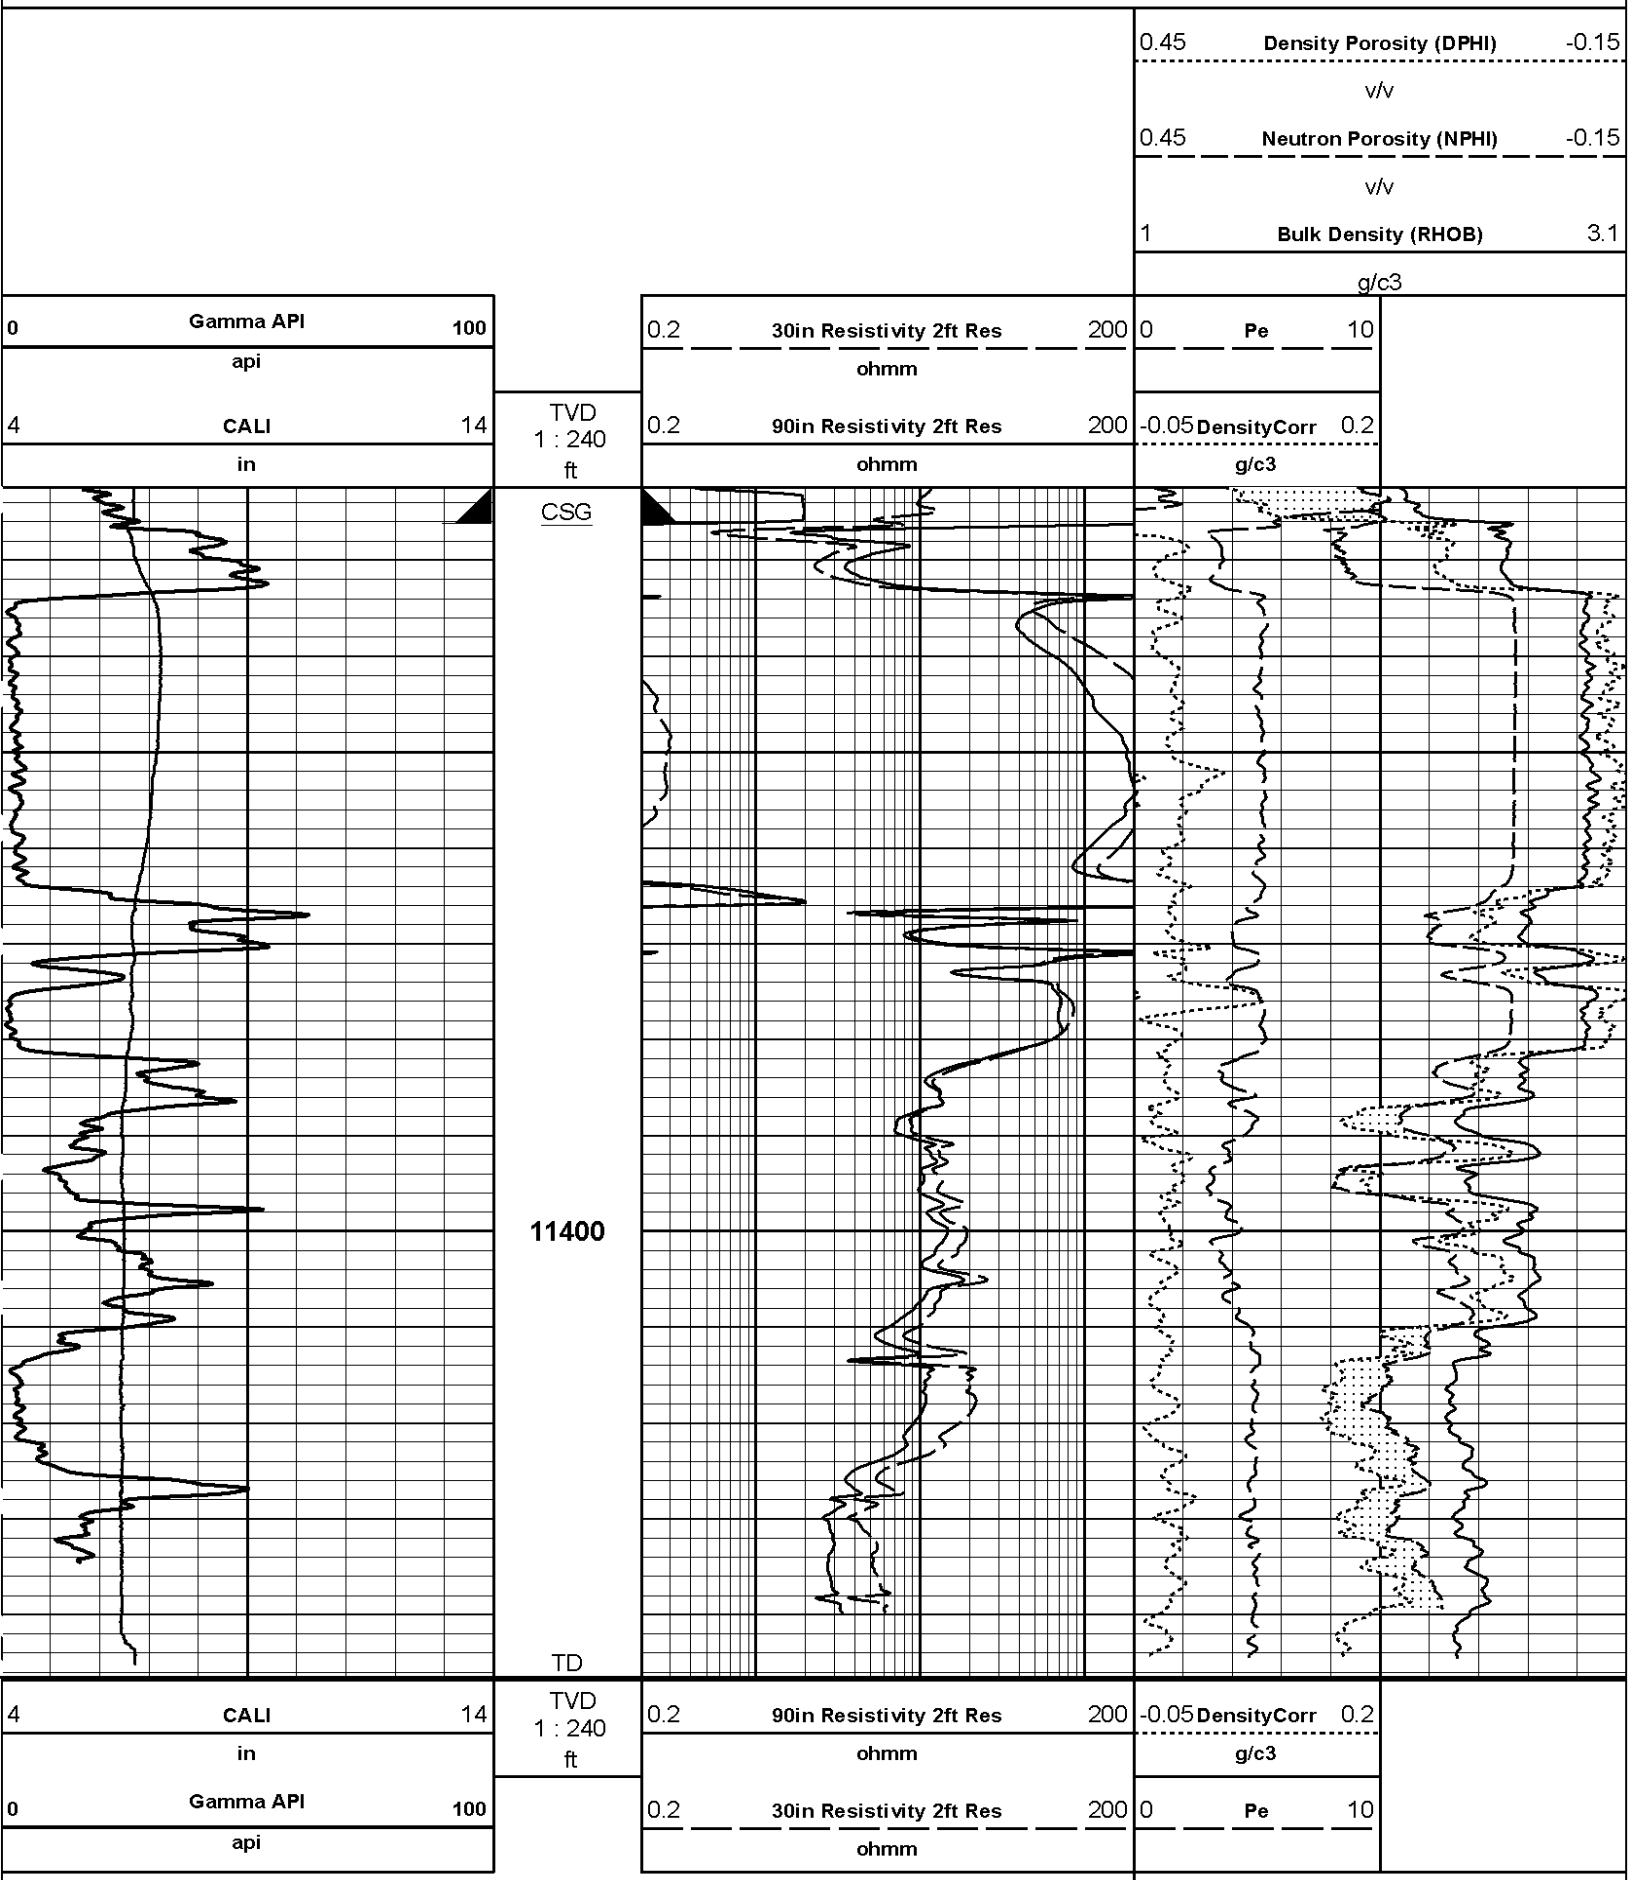 0.45 Density Porosity (DPHI) -0.15
v/v
0.45 Neutron Porosity (NPHI) -0.15
v/v
1 Bulk Density (RHOB) 3.1
g/c3
0 Gamma API 100
api
0.2 30in Resistivity 2ft Res 200
ohmm
0 Pe 10
4 CALI 14
in
TVD
1 : 240
ft
0.2 90in Resistivity 2ft Res 200
ohmm
-0.05 DensityCorr 0.2
g/c3
CSG
11400
TD
4 CALI 14
in
TVD
1 : 240
ft
0.2 90in Resistivity 2ft Res 200
ohmm
-0.05 DensityCorr 0.2
g/c3
0 Gamma API 100
api
0.2 30in Resistivity 2ft Res 200
ohmm
0 Pe 10